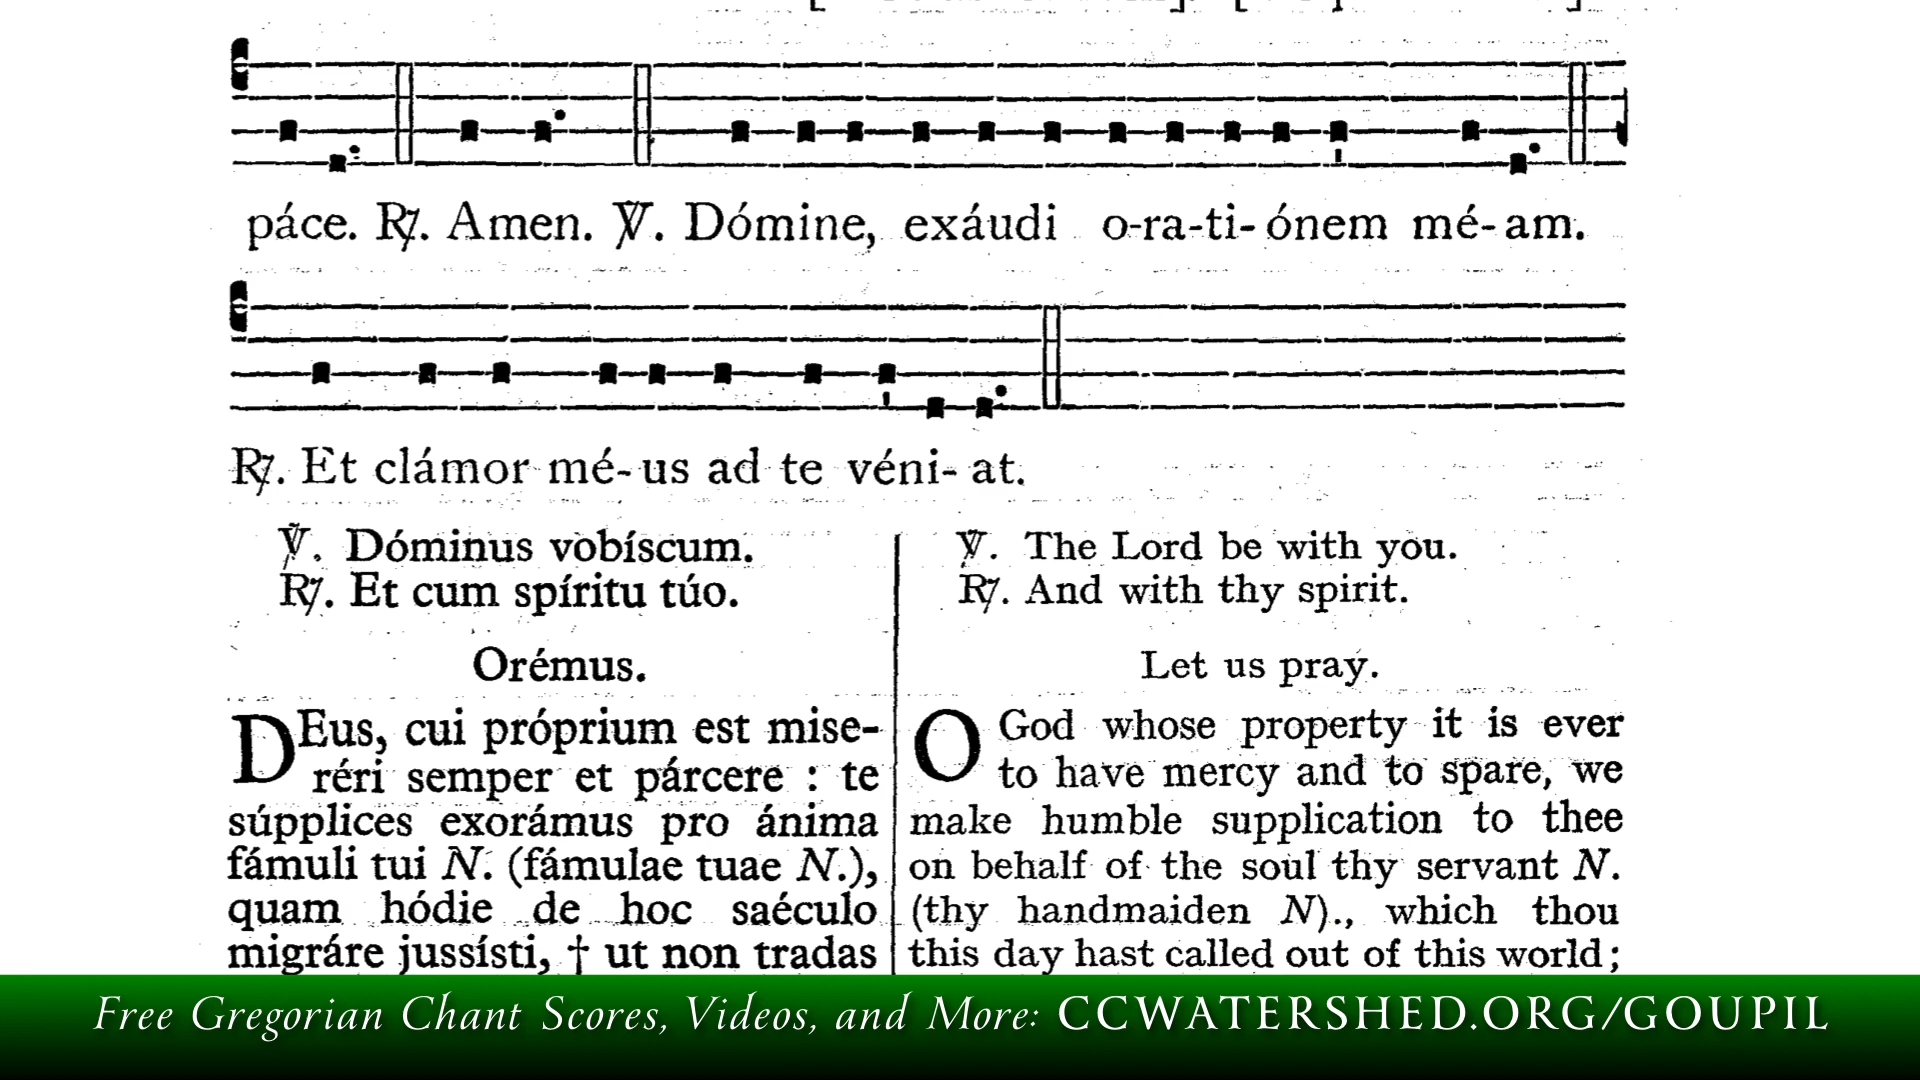 páce. ℟. Amen. ℣. Dómine, exáudi o-ra-ti-ónem mé-am.
℟. Et clámor mé-us ad te véni-at.
℣. Dóminus vobíscum.
℟. Et cum spíritu túo.
Orémus.
DEus, cui próprium est mise-
réri semper et párcere : te
súpplices exorámus pro ánima
fámuli tui N. (fámulae tuae N.),
quam hódie de hoc saéculo
migráre jussísti, † ut non tradas
℣. The Lord be with you.
℟. And with thy spirit.
Let us pray.
O God whose property it is ever
to have mercy and to spare, we
make humble supplication to thee
on behalf of the soul thy servant N.
(thy handmaiden N)., which thou
this day hast called out of this world;
Free Gregorian Chant Scores, Videos, and More: CCWATERSHED.ORG/GOUPIL